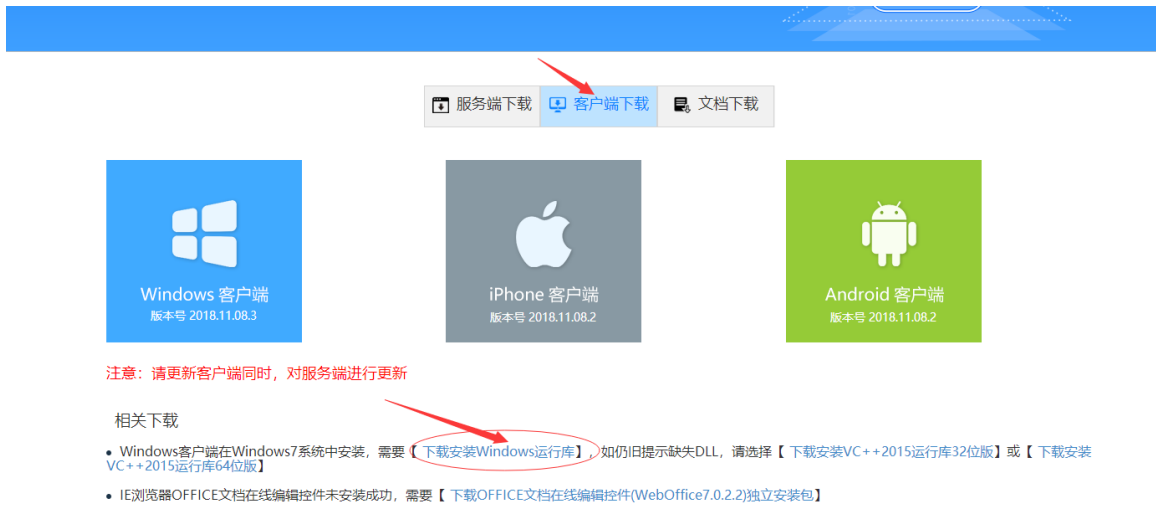 服务端下载 客户端下载 文档下载
Windows 客户端
版本号 2018.11.08.3
iPhone 客户端
版本号 2018.11.08.2
Android 客户端
版本号 2018.11.08.2
注意：请更新客户端同时，对服务端进行更新
相关下载
• Windows客户端在Windows7系统中安装，需要【 下载安装Windows运行库】，如仍旧提示缺失DLL，请选择【 下载安装VC++2015运行库32位版】或【 下载安装
VC++2015运行库64位版】
• IE浏览器OFFICE文档在线编辑控件未安装成功，需要【 下载OFFICE文档在线编辑控件(WebOffice7.0.2.2)独立安装包】